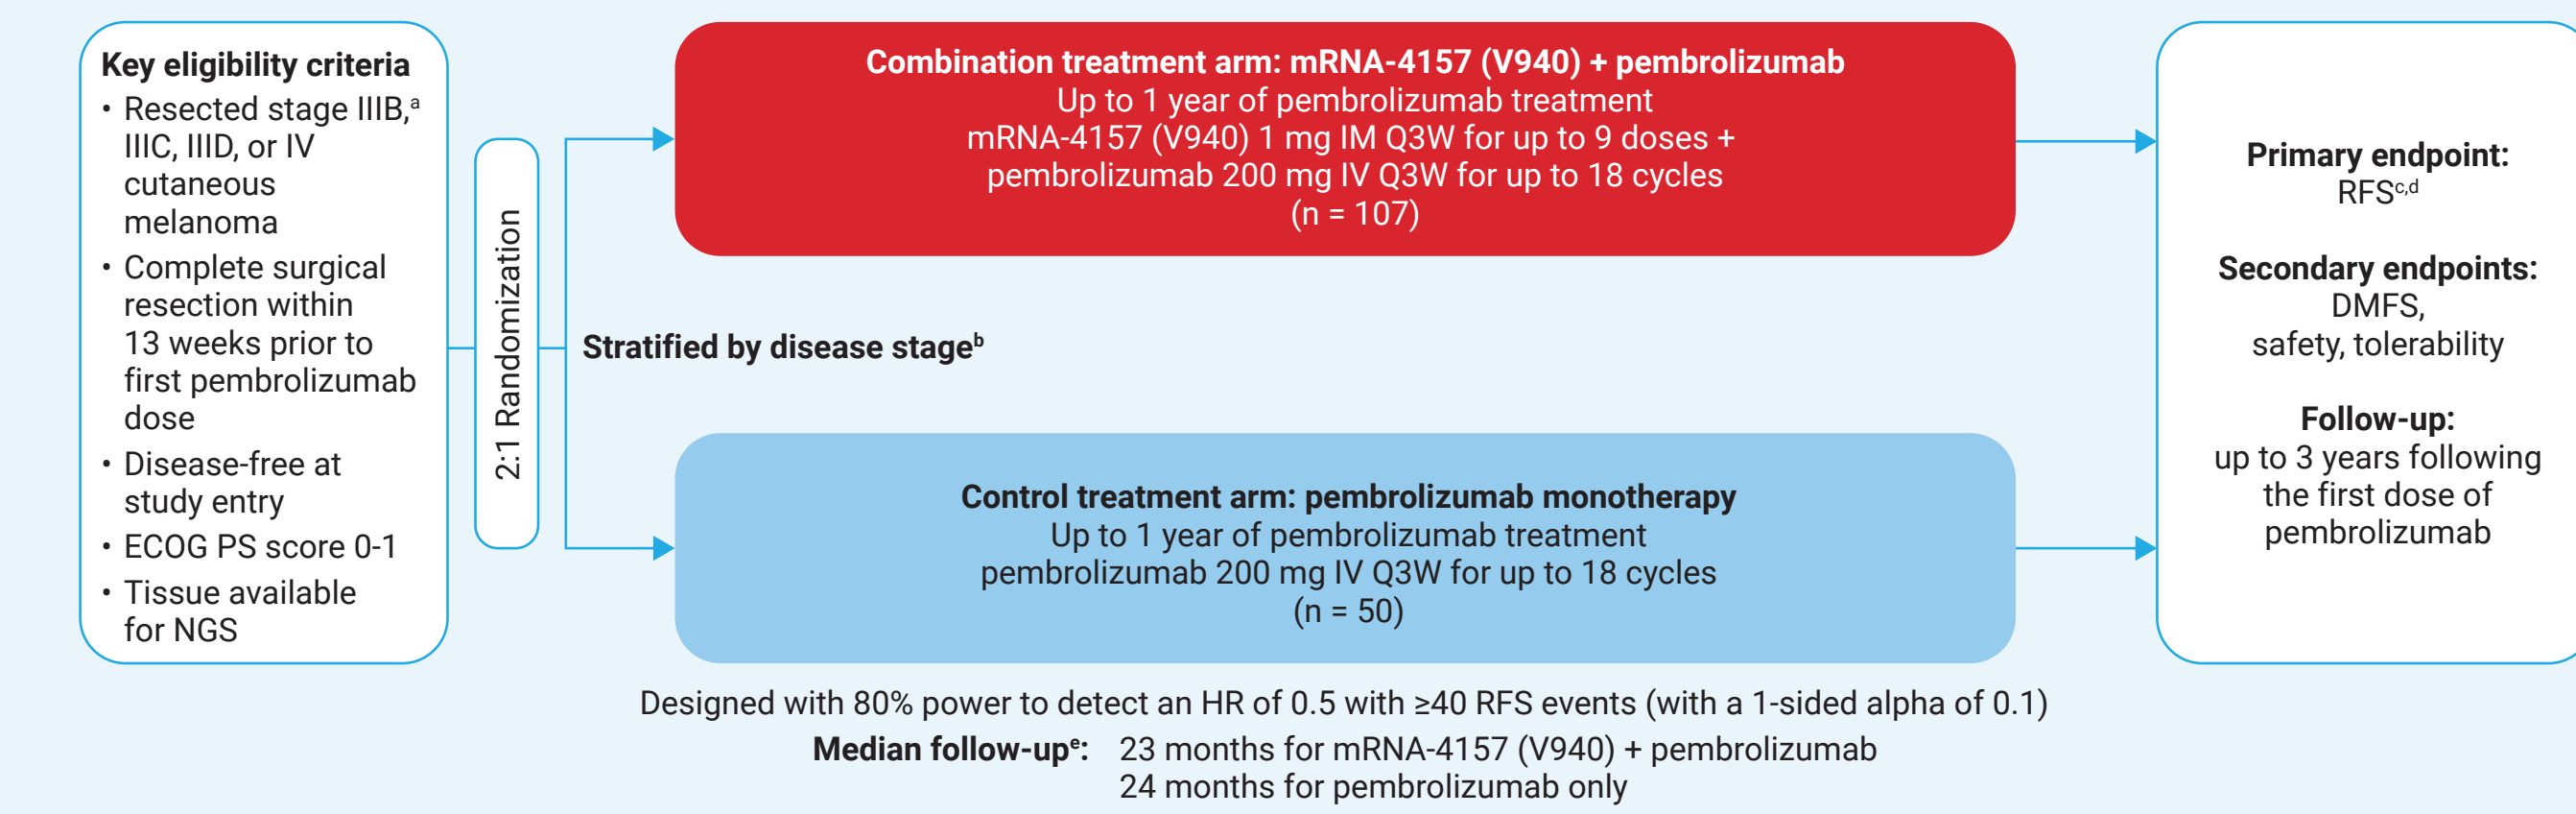 Key eligibility criteria
• Resected stage IIIB,ᵃ
IIIC, IIID, or IV
cutaneous
melanoma
• Complete surgical
resection within
13 weeks prior to
first pembrolizumab
dose
• Disease-free at
study entry
• ECOG PS score 0-1
• Tissue available
for NGS
2:1 Randomization
Combination treatment arm: mRNA-4157 (V940) + pembrolizumab
Up to 1 year of pembrolizumab treatment
mRNA-4157 (V940) 1 mg IM Q3W for up to 9 doses +
pembrolizumab 200 mg IV Q3W for up to 18 cycles
(n = 107)
Stratified by disease stageᵇ
Control treatment arm: pembrolizumab monotherapy
Up to 1 year of pembrolizumab treatment
pembrolizumab 200 mg IV Q3W for up to 18 cycles
(n = 50)
Primary endpoint:
RFSᶜ,ᵈ
Secondary endpoints:
DMFS,
safety, tolerability
Follow-up:
up to 3 years following
the first dose of
pembrolizumab
Designed with 80% power to detect an HR of 0.5 with ≥40 RFS events (with a 1-sided alpha of 0.1)
Median follow-upᵉ: 23 months for mRNA-4157 (V940) + pembrolizumab
24 months for pembrolizumab only